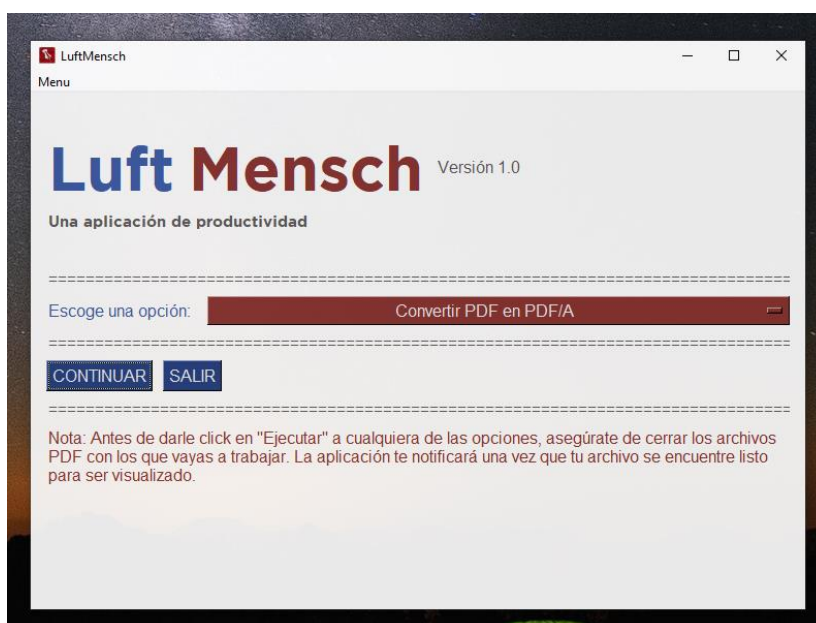 LuftMensch
Menu
Luft Mensch Versión 1.0
Una aplicación de productividad
================================================================================
Escoge una opción: Convertir PDF en PDF/A
================================================================================
CONTINUAR SALIR
================================================================================
Nota: Antes de darle click en "Ejecutar" a cualquiera de las opciones, asegúrate de cerrar los archivos
PDF con los que vayas a trabajar. La aplicación te notificará una vez que tu archivo se encuentre listo
para ser visualizado.